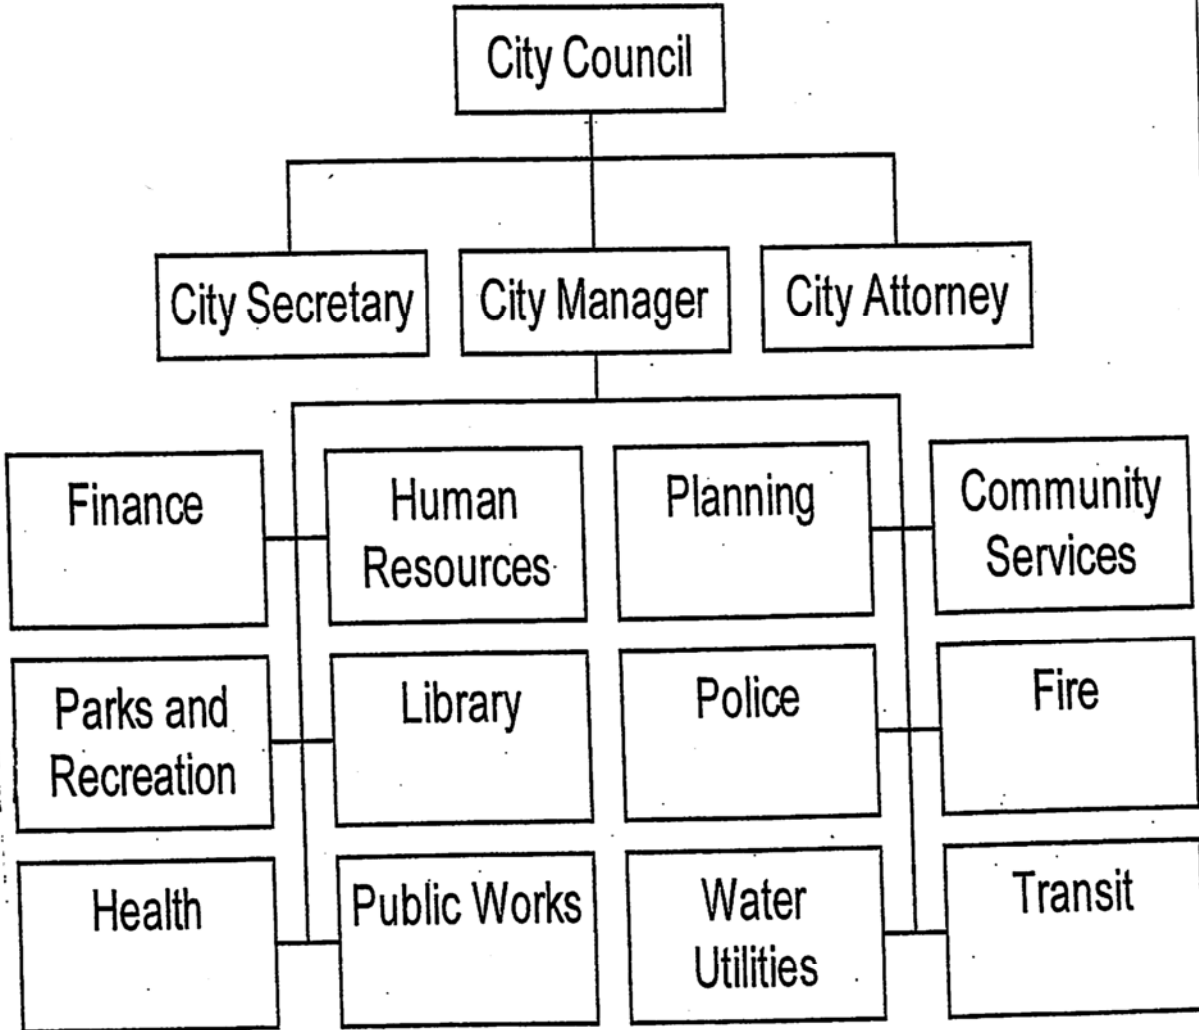 City Council
City Secretary
City Manager
City Attorney
Finance
Human
Resources
Planning
Community
Services
Parks and
Recreation
Library
Police
Fire
Health
Public Works
Water
Utilities
Transit